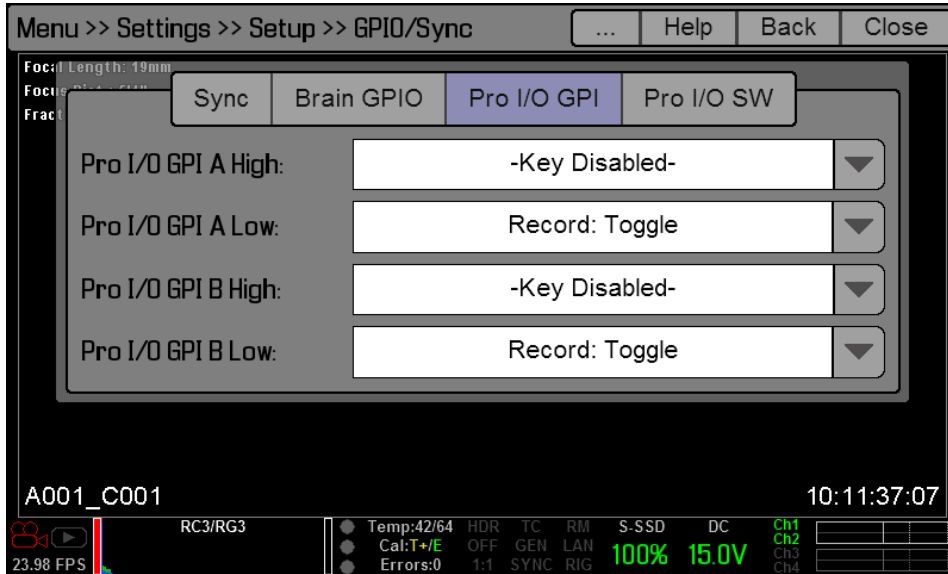 Menu >> Settings >> Setup >> GPIO/Sync ... Help Back Close
Focal Length: 19mm
Focus
Fract
Sync Brain GPIO Pro I/O GPI Pro I/O SW
Pro I/O GPI A High: -Key Disabled-
Pro I/O GPI A Low: Record: Toggle
Pro I/O GPI B High: -Key Disabled-
Pro I/O GPI B Low: Record: Toggle
A001_C001 10:11:37:07
RC3/RG3 Temp:42/64 HDR TC RM S-SSD DC Ch1
Cal:T+/E OFF GEN LAN 100% 15.0V Ch2
Ch3
23.98 FPS Errors:0 1:1 SYNC RIG Ch4